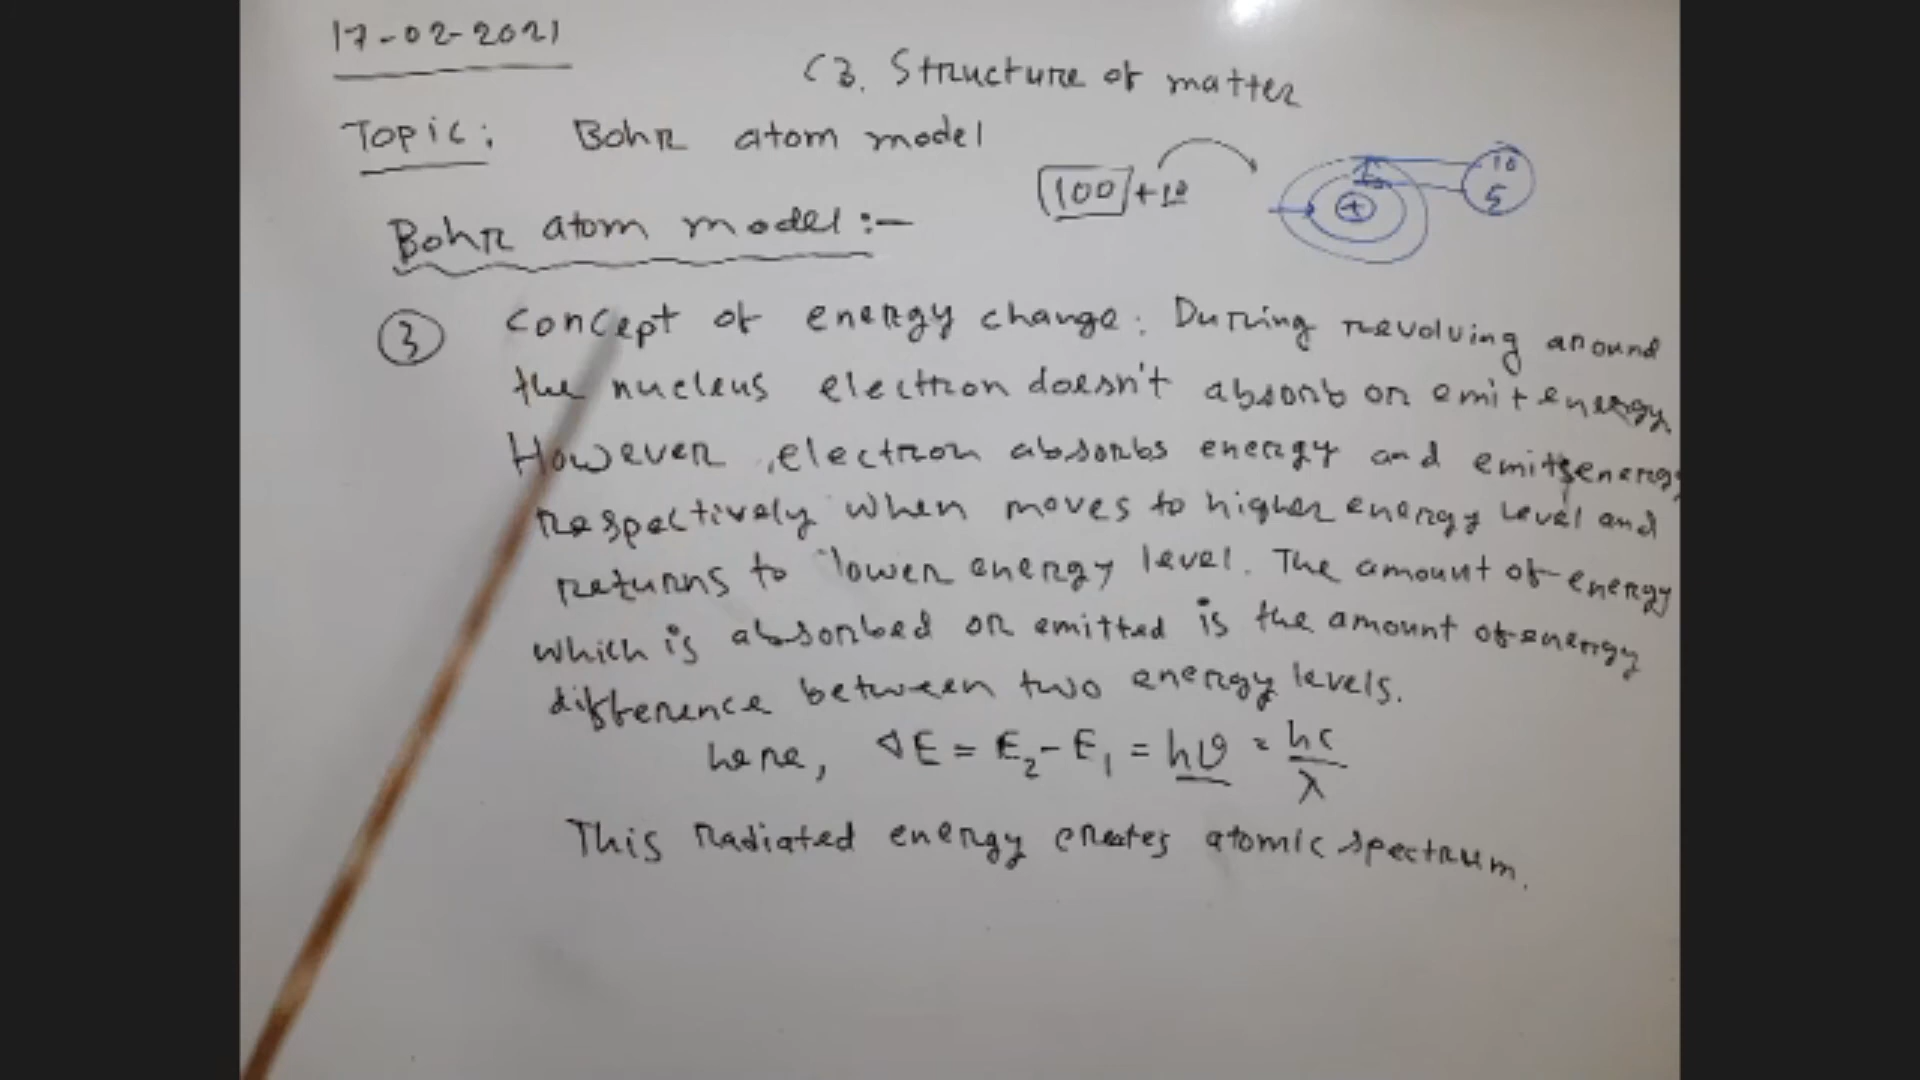 17-02-2021
C3. Structure of matter
Topic: Bohr atom model
100 + 10
10
5
+
Bohr atom model :-
3 concept of energy change: During revolving around
the nucleus electron doesn't absorb or emit energy.
However, electron absorbs energy and emits energy
respectively when moves to higher energy level and
returns to lower energy level. The amount of energy
which is absorbed or emitted is the amount of energy
difference between two energy levels.
here, ΔE = E₂ - E₁ = hυ = hc/λ
This radiated energy creates atomic spectrum.